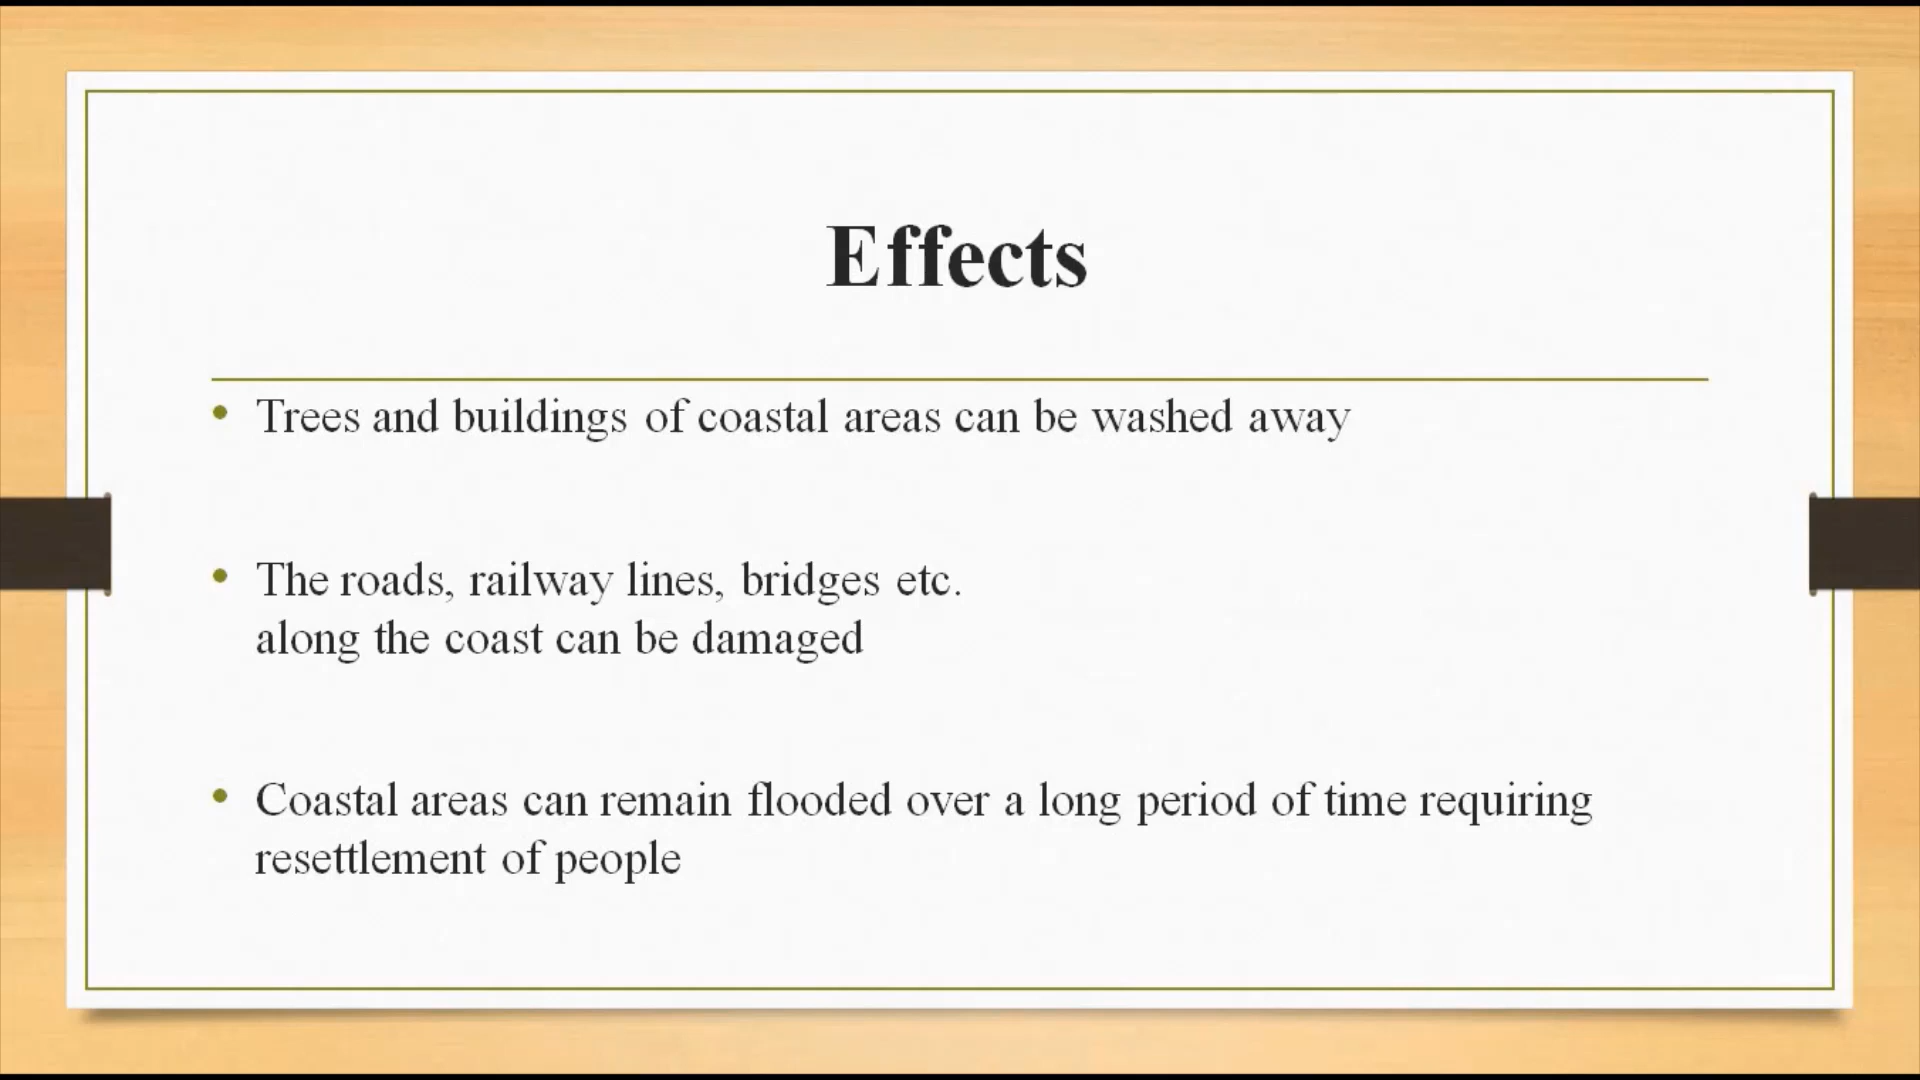 Effects
• Trees and buildings of coastal areas can be washed away
• The roads, railway lines, bridges etc.
along the coast can be damaged
• Coastal areas can remain flooded over a long period of time requiring
resettlement of people